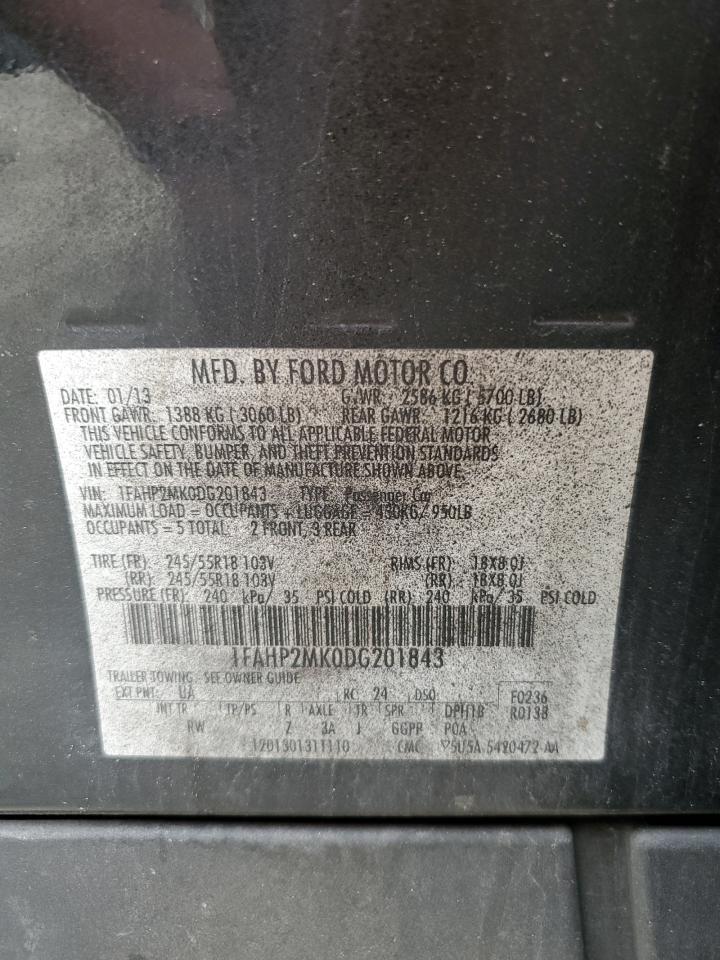 MFD. BY FORD MOTOR CO.
DATE: 01/13 GVWR: 2586 KG ( 5700 LB)
FRONT GAWR: 1388 KG ( 3060 LB) REAR GAWR: 1216 KG ( 2680 LB)
THIS VEHICLE CONFORMS TO ALL APPLICABLE FEDERAL MOTOR
VEHICLE SAFETY, BUMPER, AND THEFT PREVENTION STANDARDS
IN EFFECT ON THE DATE OF MANUFACTURE SHOWN ABOVE.
VIN: 1FAHP2MK0DG201843 TYPE: Passenger Car
MAXIMUM LOAD = OCCUPANTS + LUGGAGE = 430KG/ 950LB
OCCUPANTS = 5 TOTAL: 2 FRONT, 3 REAR
TIRE (FR): 245/55R18 103V RIMS (FR): 18X8.0J
(RR): 245/55R18 103V (RR): 18X8.0J
PRESSURE (FR): 240 kPa/ 35 PSI COLD (RR): 240 kPa/ 35 PSI COLD
1FAHP2MK0DG201843
TRAILER TOWING - SEE OWNER GUIDE
EXT PNT: UA RC: 24 DSO: F0236
INT TR TP/PS R AXLE TR SPR DPH1B R0138
RW Z 3A J GGPP POA
1201301311110 CMC 5U5A 5420472 AA